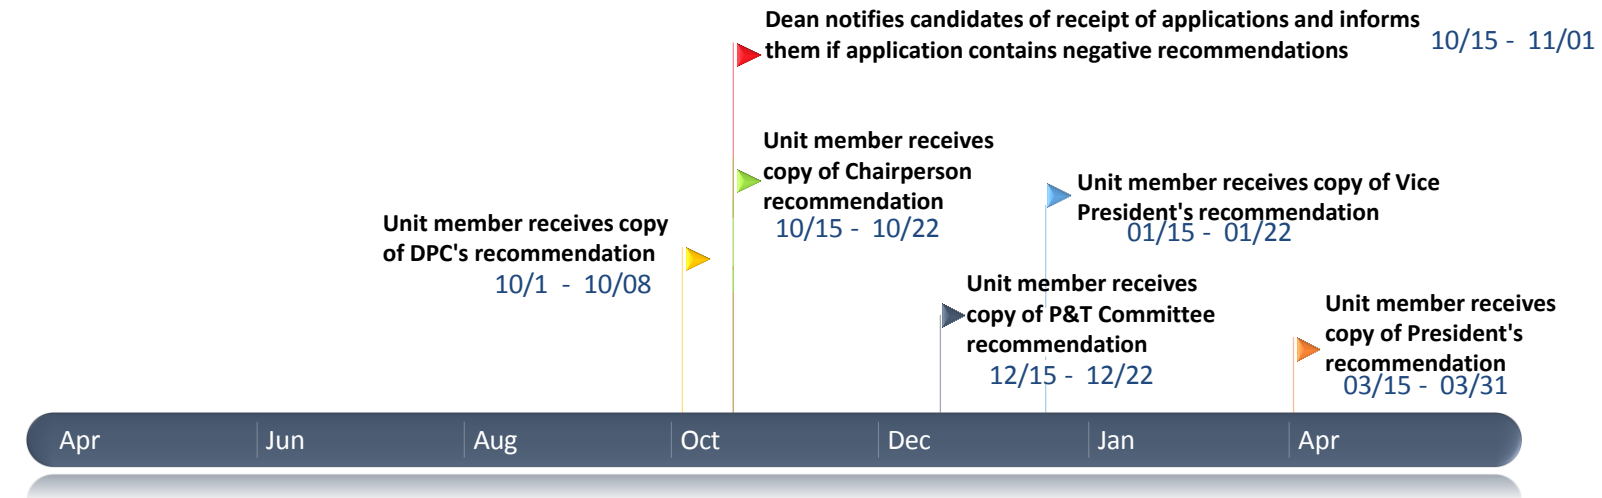 Dean notifies candidates of receipt of applications and informs
them if application contains negative recommendations
10/15 - 11/01
Unit member receives
copy of Chairperson
recommendation
10/15 - 10/22
Unit member receives copy of Vice
President's recommendation
01/15 - 01/22
Unit member receives copy
of DPC's recommendation
10/1 - 10/08
Unit member receives
copy of P&T Committee
recommendation
12/15 - 12/22
Unit member receives
copy of President's
recommendation
03/15 - 03/31
Apr Jun Aug Oct Dec Jan Apr